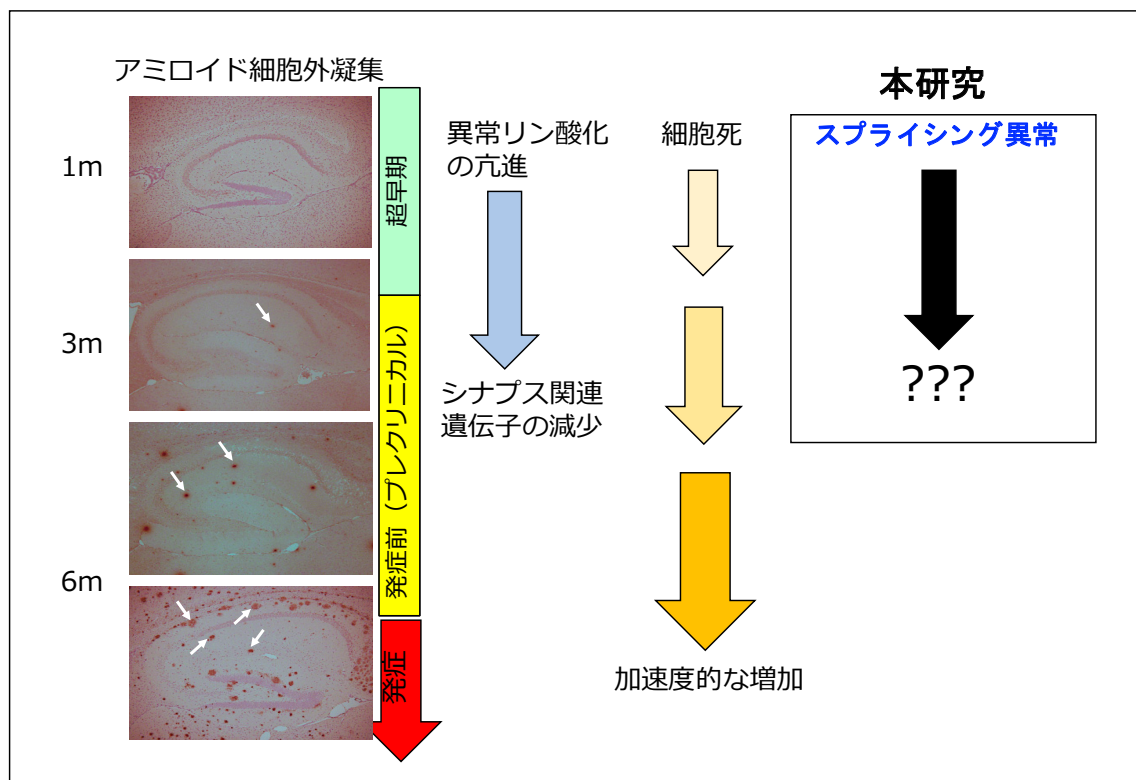 アミロイド細胞外凝集
1m
3m
6m
超早期
発症前（プレクリニカル）
発症
異常リン酸化
の亢進
シナプス関連
遺伝子の減少
細胞死
加速度的な増加
本研究
スプライシング異常
???